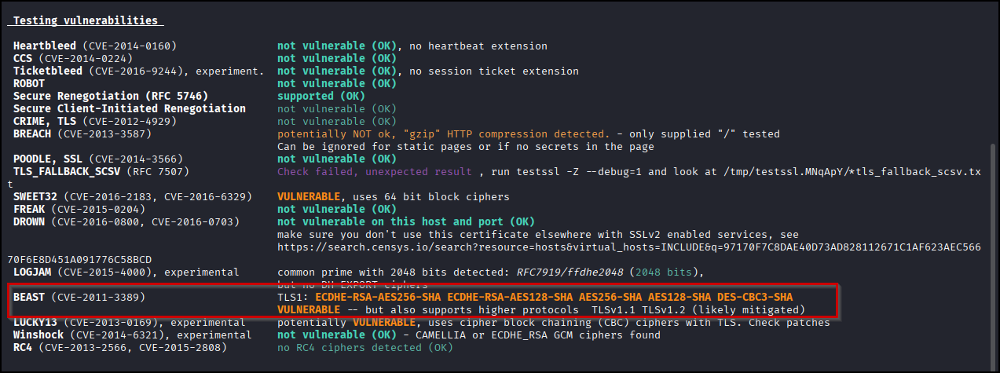 Testing vulnerabilities
Heartbleed (CVE-2014-0160) not vulnerable (OK), no heartbeat extension
CCS (CVE-2014-0224) not vulnerable (OK)
Ticketbleed (CVE-2016-9244), experiment. not vulnerable (OK), no session ticket extension
ROBOT not vulnerable (OK)
Secure Renegotiation (RFC 5746) supported (OK)
Secure Client-Initiated Renegotiation not vulnerable (OK)
CRIME, TLS (CVE-2012-4929) not vulnerable (OK)
BREACH (CVE-2013-3587) potentially NOT ok, "gzip" HTTP compression detected. - only supplied "/" tested
Can be ignored for static pages or if no secrets in the page
POODLE, SSL (CVE-2014-3566) not vulnerable (OK)
TLS_FALLBACK_SCSV (RFC 7507) Check failed, unexpected result , run testssl -Z --debug=1 and look at /tmp/testssl.MNqApY/*tls_fallback_scsv.tx
t
SWEET32 (CVE-2016-2183, CVE-2016-6329) VULNERABLE, uses 64 bit block ciphers
FREAK (CVE-2015-0204) not vulnerable (OK)
DROWN (CVE-2016-0800, CVE-2016-0703) not vulnerable on this host and port (OK)
make sure you don't use this certificate elsewhere with SSLv2 enabled services, see
https://search.censys.io/search?resource=hosts&virtual_hosts=INCLUDE&q=97170F7C8DAE40D73AD828112671C1AF623AEC566
70F6E8D451A091776C58BCD
LOGJAM (CVE-2015-4000), experimental common prime with 2048 bits detected: RFC7919/ffdhe2048 (2048 bits),
but no DH EXPORT ciphers
BEAST (CVE-2011-3389) TLS1: ECDHE-RSA-AES256-SHA ECDHE-RSA-AES128-SHA AES256-SHA AES128-SHA DES-CBC3-SHA
VULNERABLE -- but also supports higher protocols TLSv1.1 TLSv1.2 (likely mitigated)
LUCKY13 (CVE-2013-0169), experimental potentially VULNERABLE, uses cipher block chaining (CBC) ciphers with TLS. Check patches
Winshock (CVE-2014-6321), experimental not vulnerable (OK) - CAMELLIA or ECDHE_RSA GCM ciphers found
RC4 (CVE-2013-2566, CVE-2015-2808) no RC4 ciphers detected (OK)